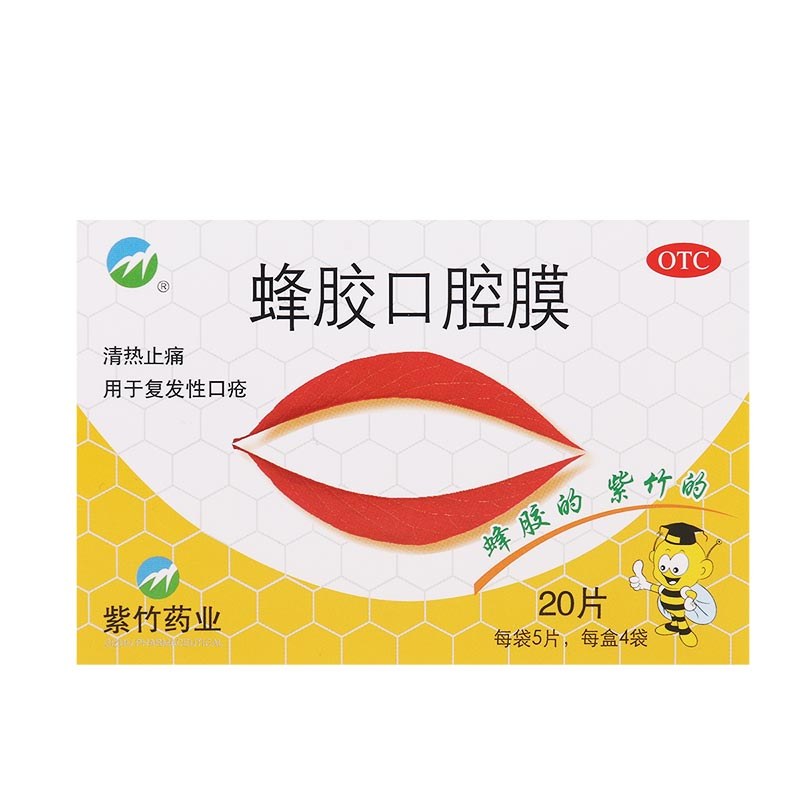 ®
OTC
蜂胶口腔膜
清热止痛
用于复发性口疮
蜂胶的 紫竹的
紫竹药业
ZIZHU PHARMACEUTICAL
20片
每袋5片，每盒4袋